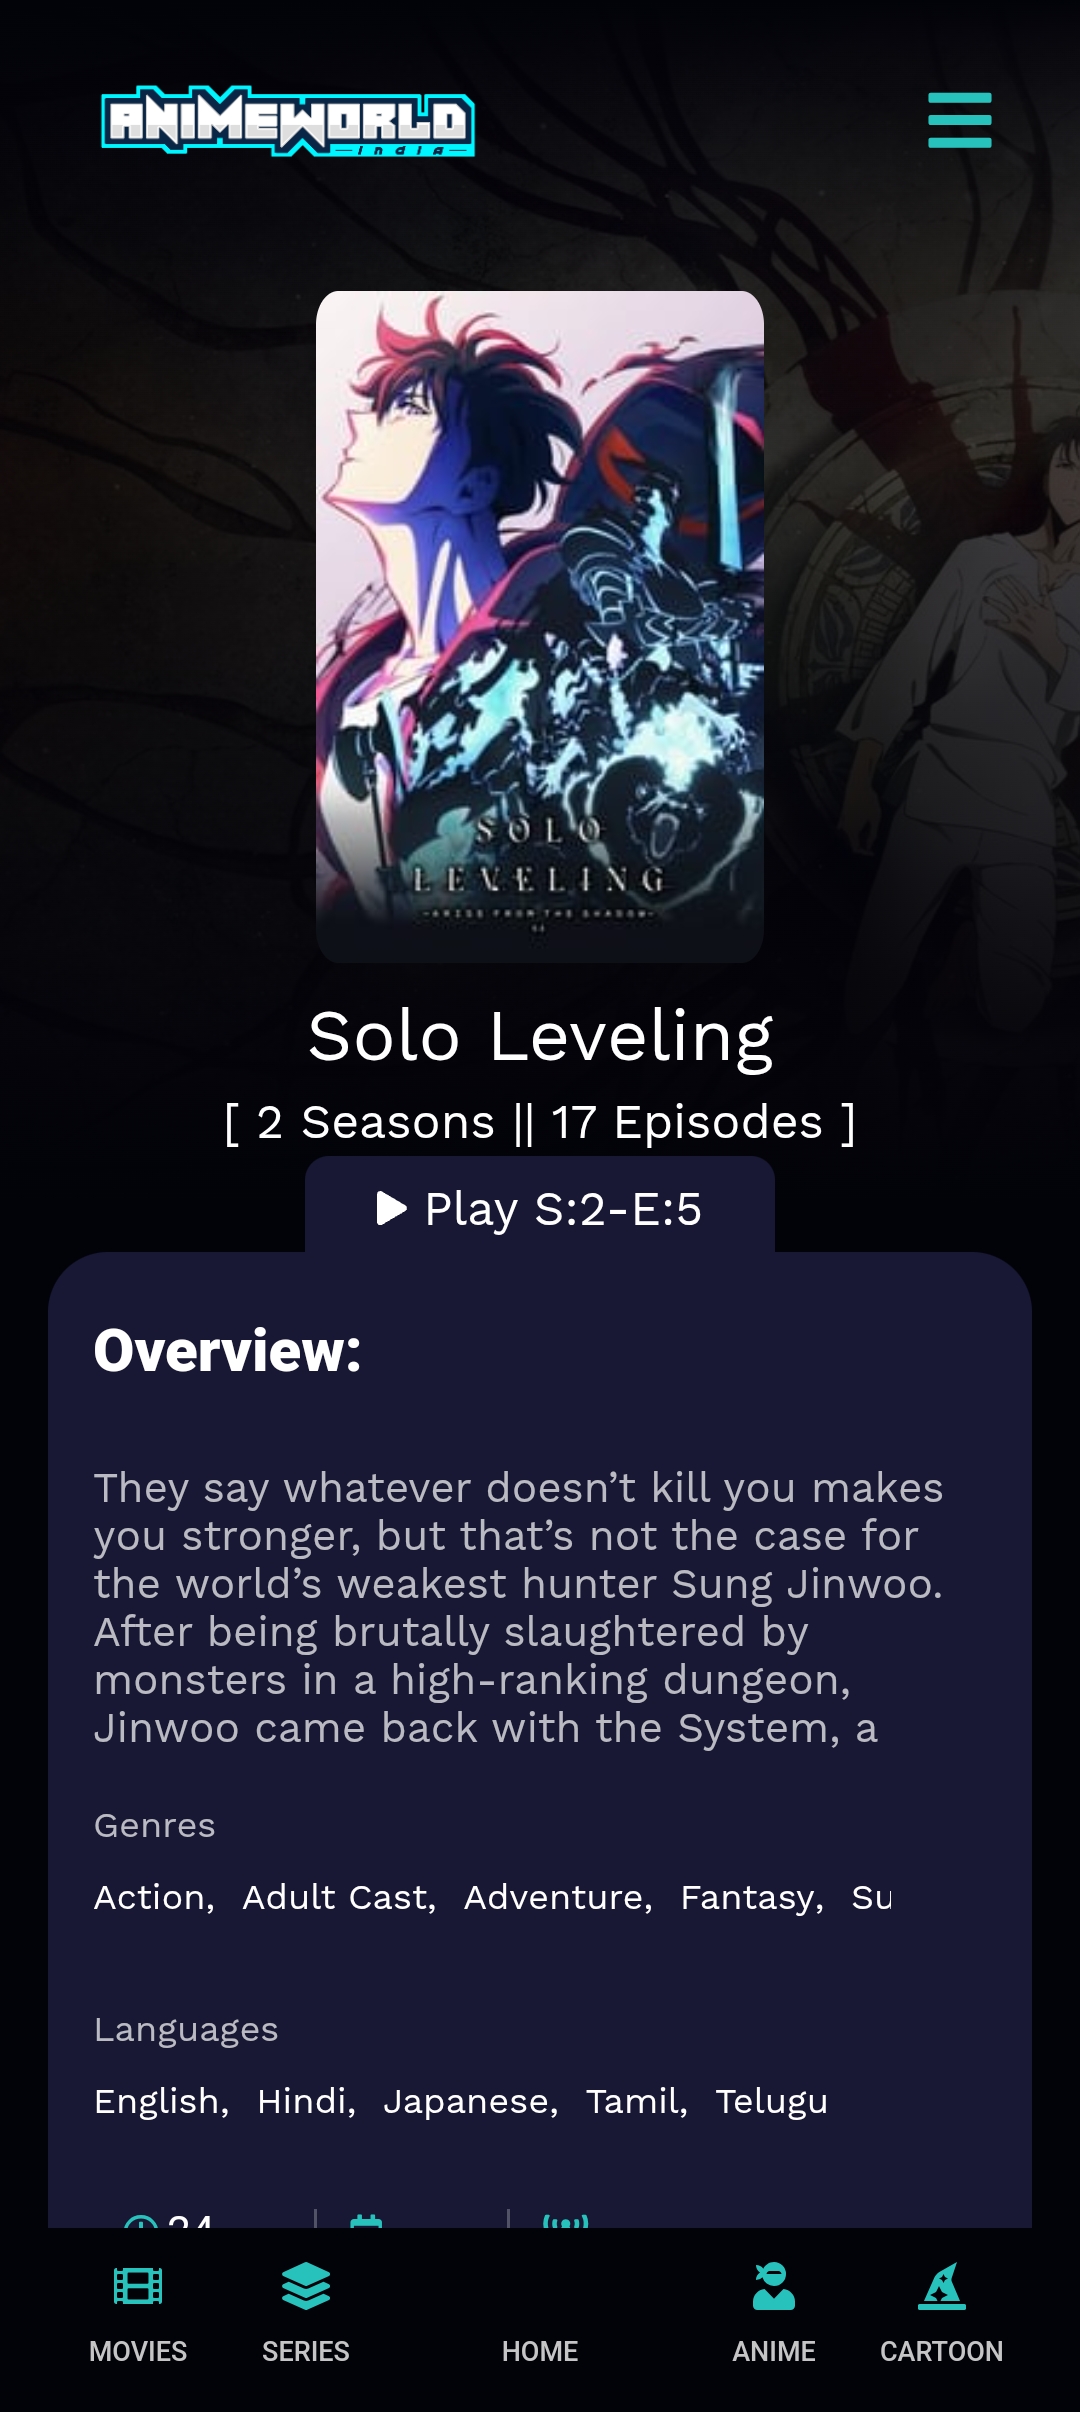 ANIMEWORLD
india
SOLO
LEVELING
-ARISE FROM THE SHADOW-
Solo Leveling
[ 2 Seasons || 17 Episodes ]
Play S:2-E:5
Overview:
They say whatever doesn’t kill you makes
you stronger, but that’s not the case for
the world’s weakest hunter Sung Jinwoo.
After being brutally slaughtered by
monsters in a high-ranking dungeon,
Jinwoo came back with the System, a
Genres
Action, Adult Cast, Adventure, Fantasy, Su
Languages
English, Hindi, Japanese, Tamil, Telugu
24
MOVIES SERIES HOME ANIME CARTOON